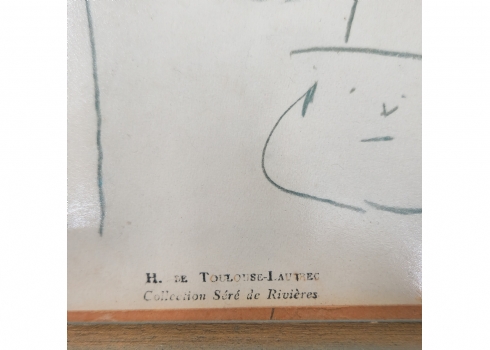 H. DE TOULOUSE-LAUTREC
Collection Séré de Rivières